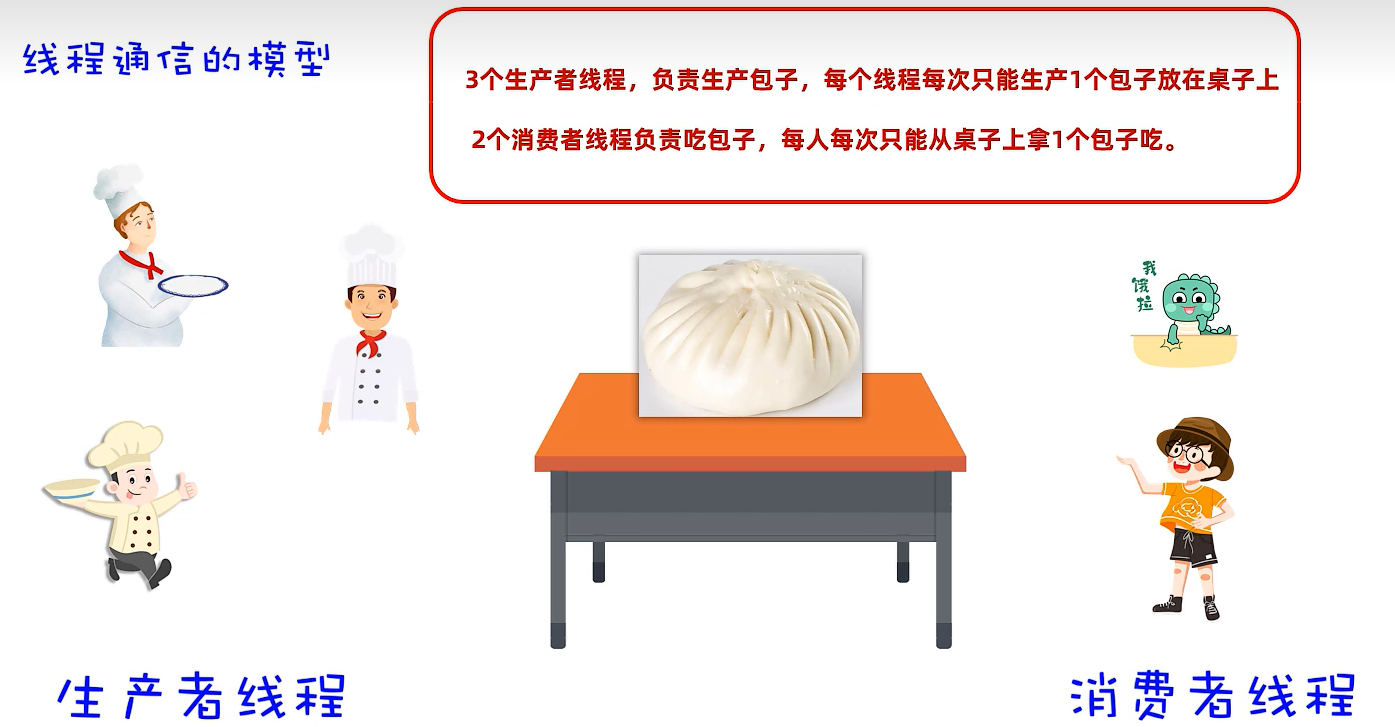 线程通信的模型
3个生产者线程，负责生产包子，每个线程每次只能生产1个包子放在桌子上
2个消费者线程负责吃包子，每人每次只能从桌子上拿1个包子吃。
我饿啦
生产者线程
消费者线程